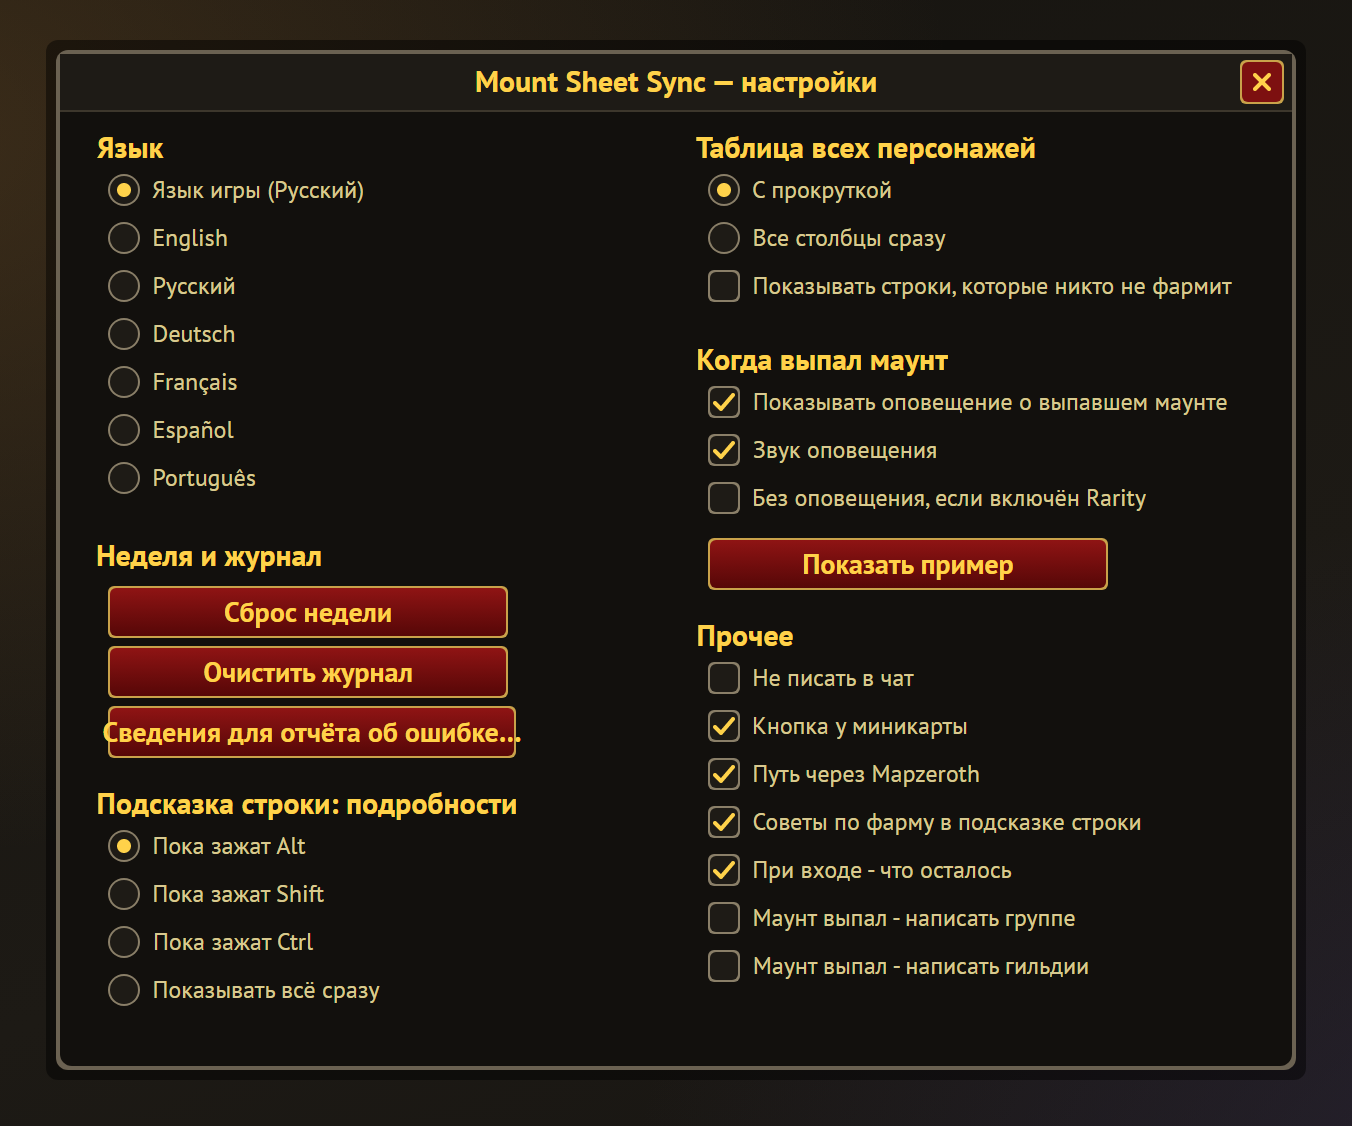 Mount Sheet Sync — настройки
Язык
Язык игры (Русский)
English
Русский
Deutsch
Français
Español
Português
Неделя и журнал
Сброс недели
Очистить журнал
Сведения для отчёта об ошибке...
Подсказка строки: подробности
Пока зажат Alt
Пока зажат Shift
Пока зажат Ctrl
Показывать всё сразу
Таблица всех персонажей
С прокруткой
Все столбцы сразу
Показывать строки, которые никто не фармит
Когда выпал маунт
Показывать оповещение о выпавшем маунте
Звук оповещения
Без оповещения, если включён Rarity
Показать пример
Прочее
Не писать в чат
Кнопка у миникарты
Путь через Mapzeroth
Советы по фарму в подсказке строки
При входе - что осталось
Маунт выпал - написать группе
Маунт выпал - написать гильдии